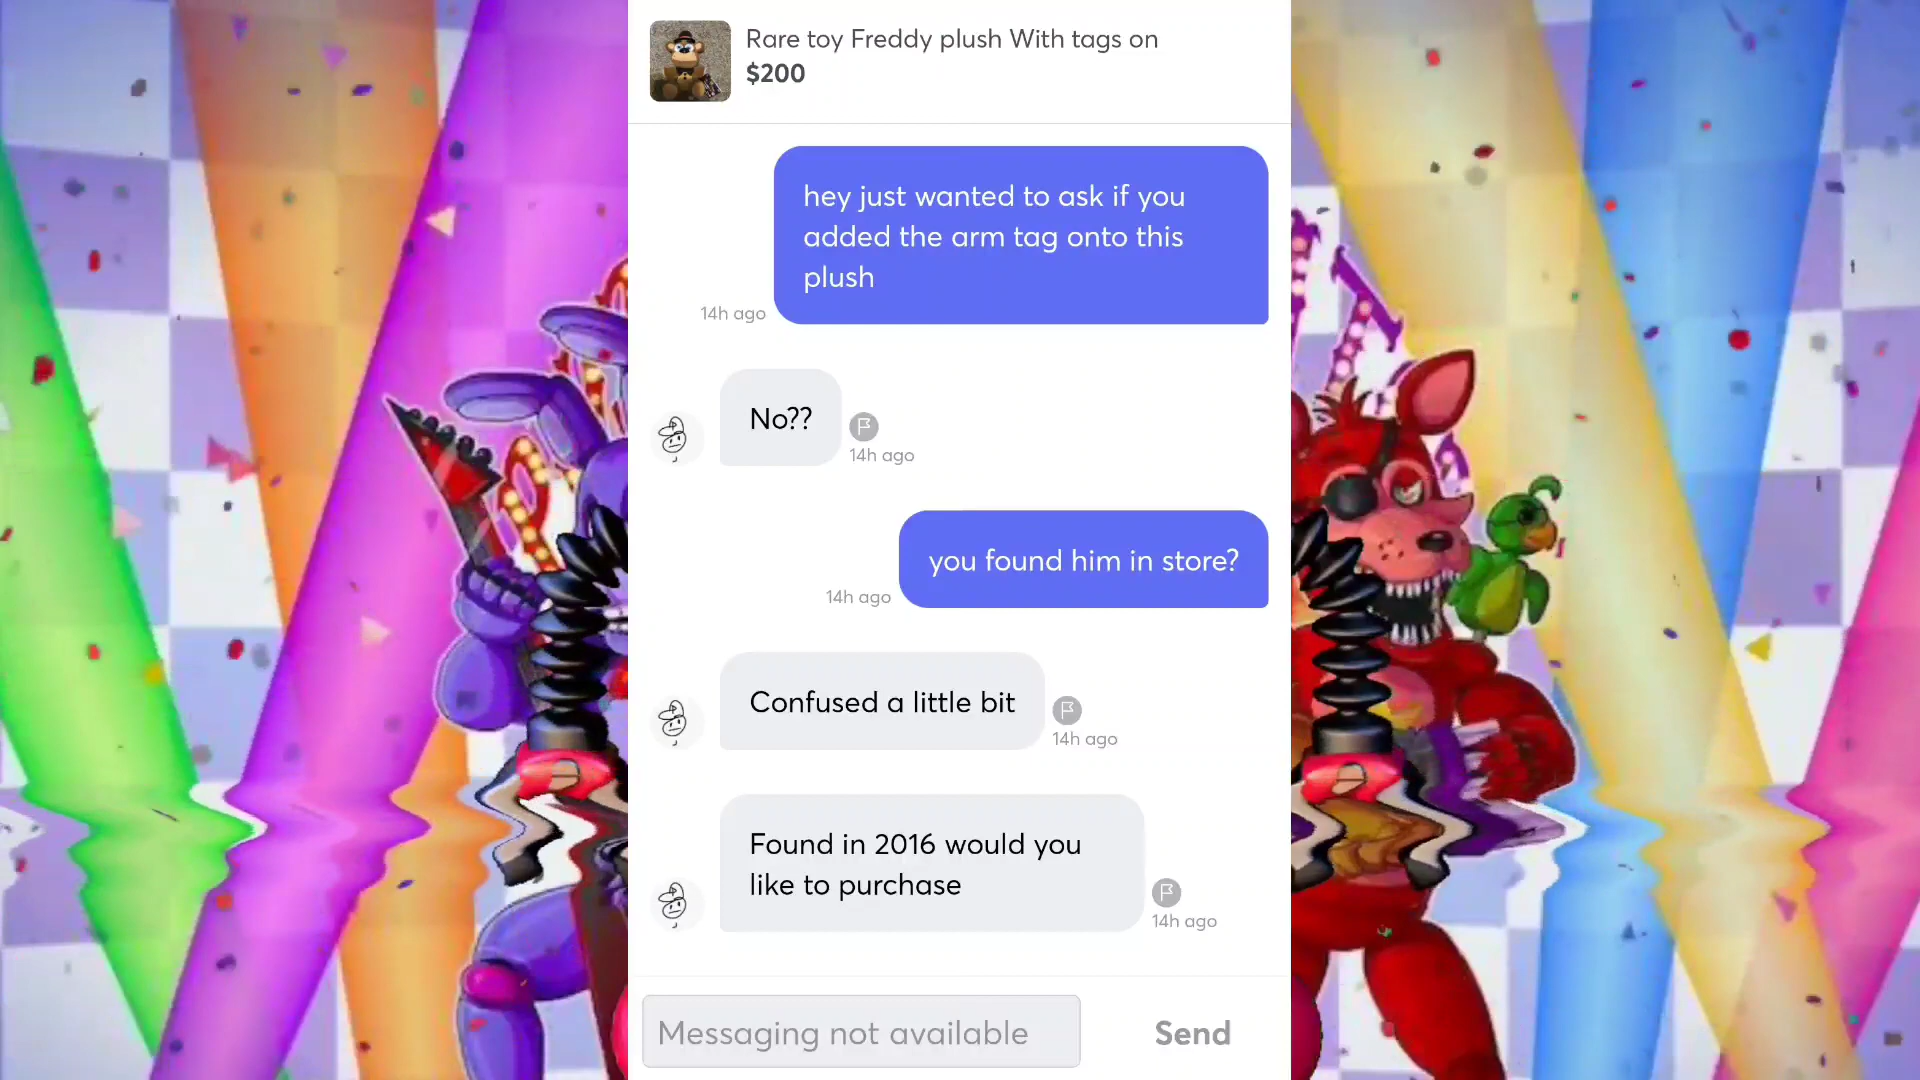 Rare toy Freddy plush With tags on
$200
hey just wanted to ask if you
added the arm tag onto this
plush
14h ago
No??
14h ago
you found him in store?
14h ago
Confused a little bit
14h ago
Found in 2016 would you
like to purchase
14h ago
Messaging not available
Send